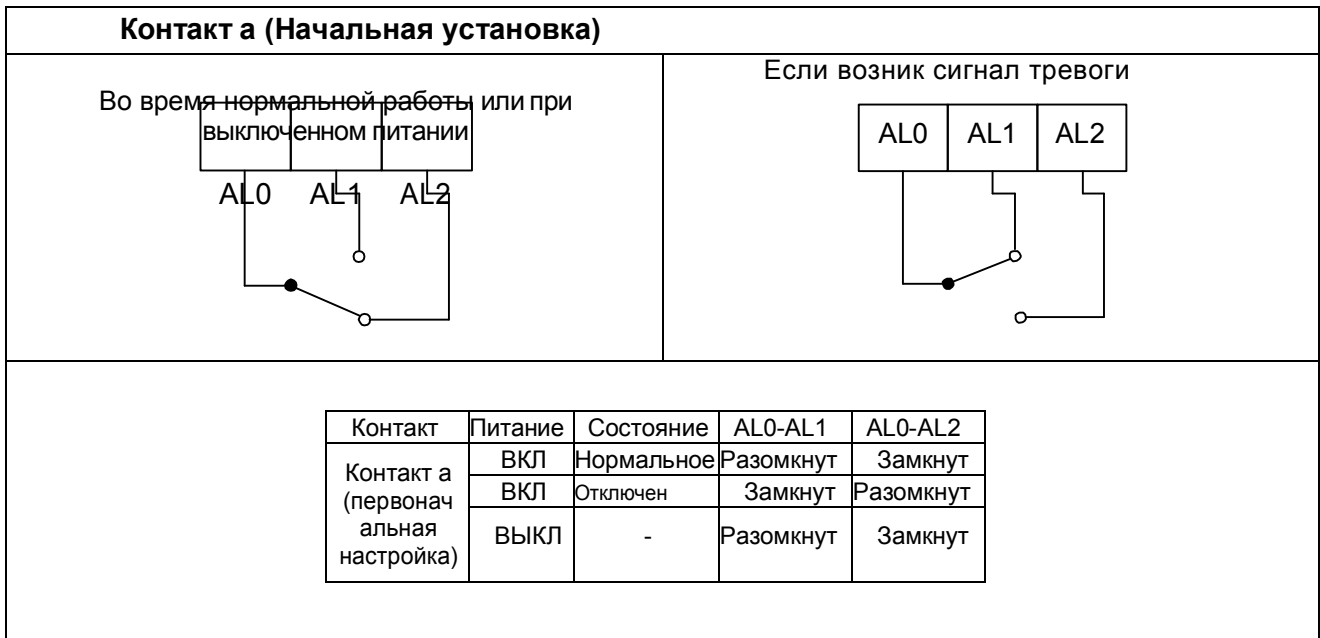 Контакт а (Начальная установка)
Во время нормальной работы или при
выключенном питании
AL0 AL1 AL2
Если возник сигнал тревоги
AL0 AL1 AL2
Контакт Питание Состояние AL0-AL1 AL0-AL2
Контакт а
(первонач
альная
настройка)
ВКЛ Нормальное Разомкнут Замкнут
ВКЛ Отключен Замкнут Разомкнут
ВЫКЛ - Разомкнут Замкнут